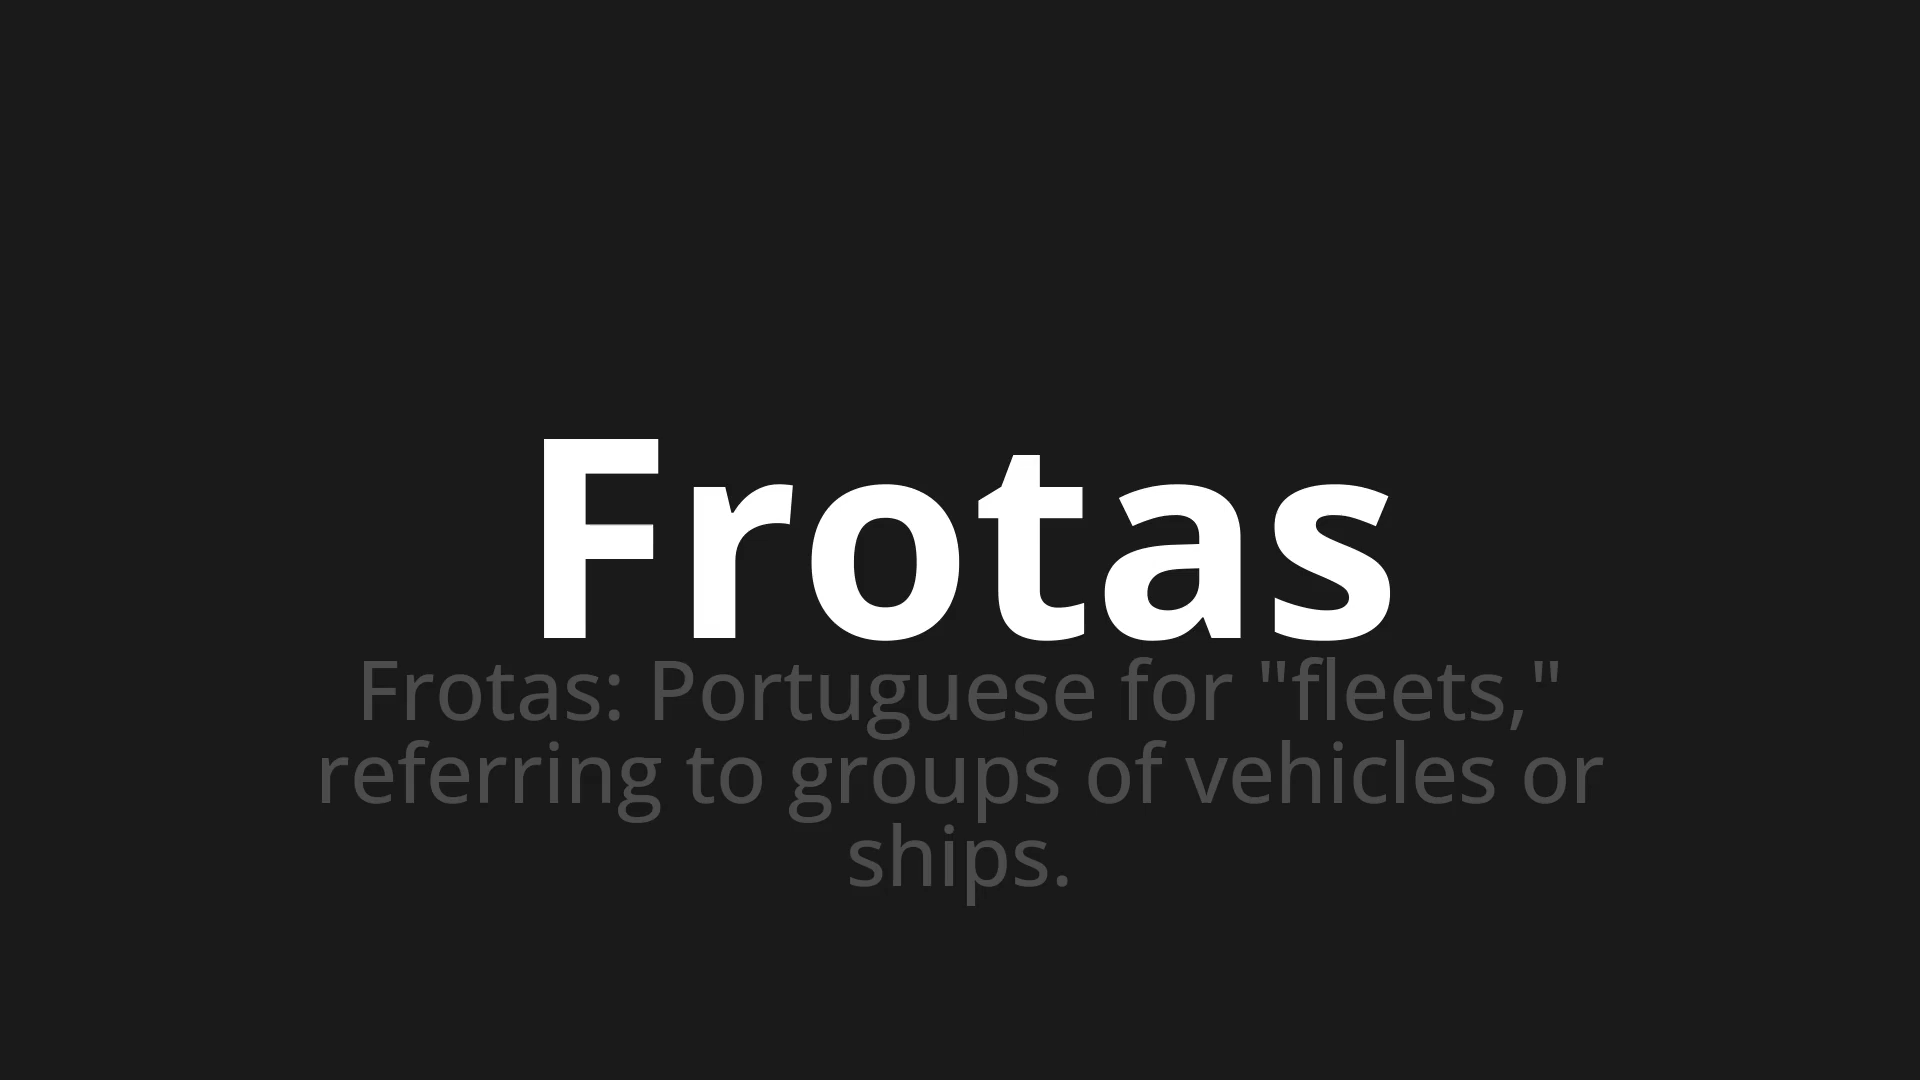 Frotas
Frotas: Portuguese for "fleets,"
referring to groups of vehicles or
ships.